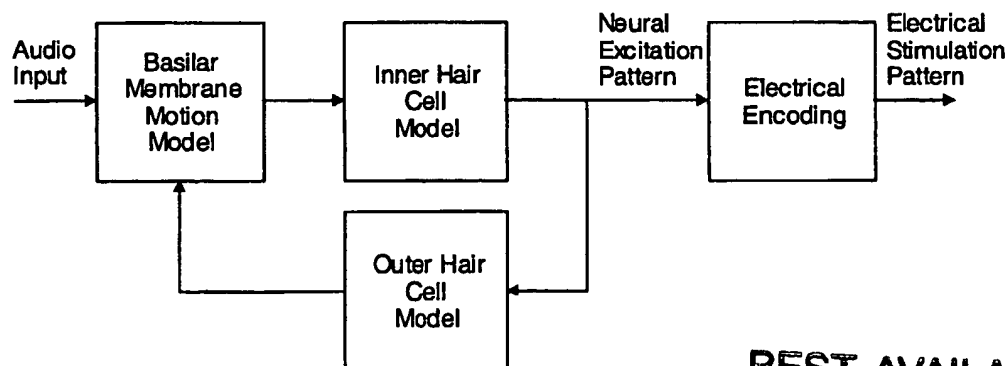 Audio
Input
Basilar
Membrane
Motion
Model
Inner Hair
Cell
Model
Neural
Excitation
Pattern
Electrical
Encoding
Electrical
Stimulation
Pattern
Outer Hair
Cell
Model
BEST